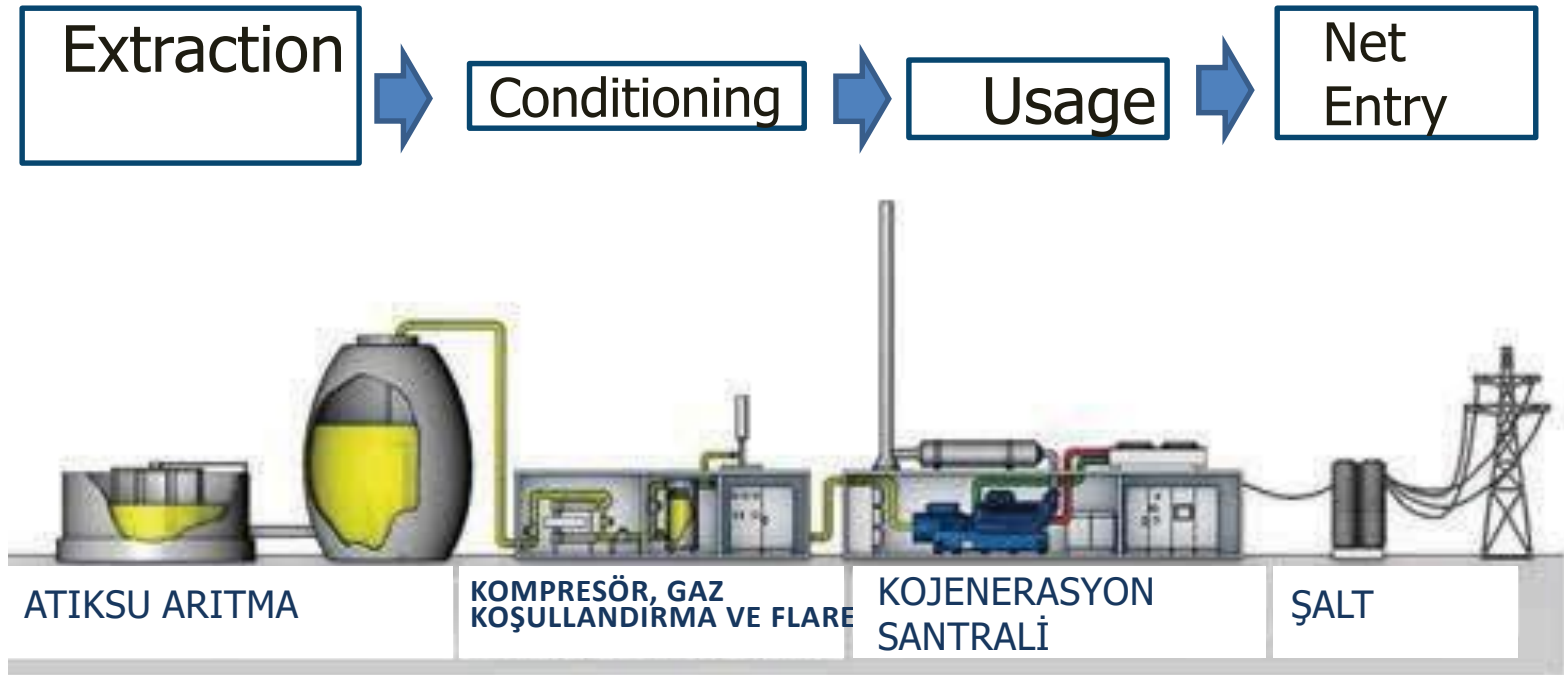 Extraction
Conditioning
Usage
Net
Entry
ATIKSU ARITMA
KOMPRESÖR, GAZ
KOŞULLANDIRMA VE FLARE
KOJENERASYON
SANTRALİ
ŞALT